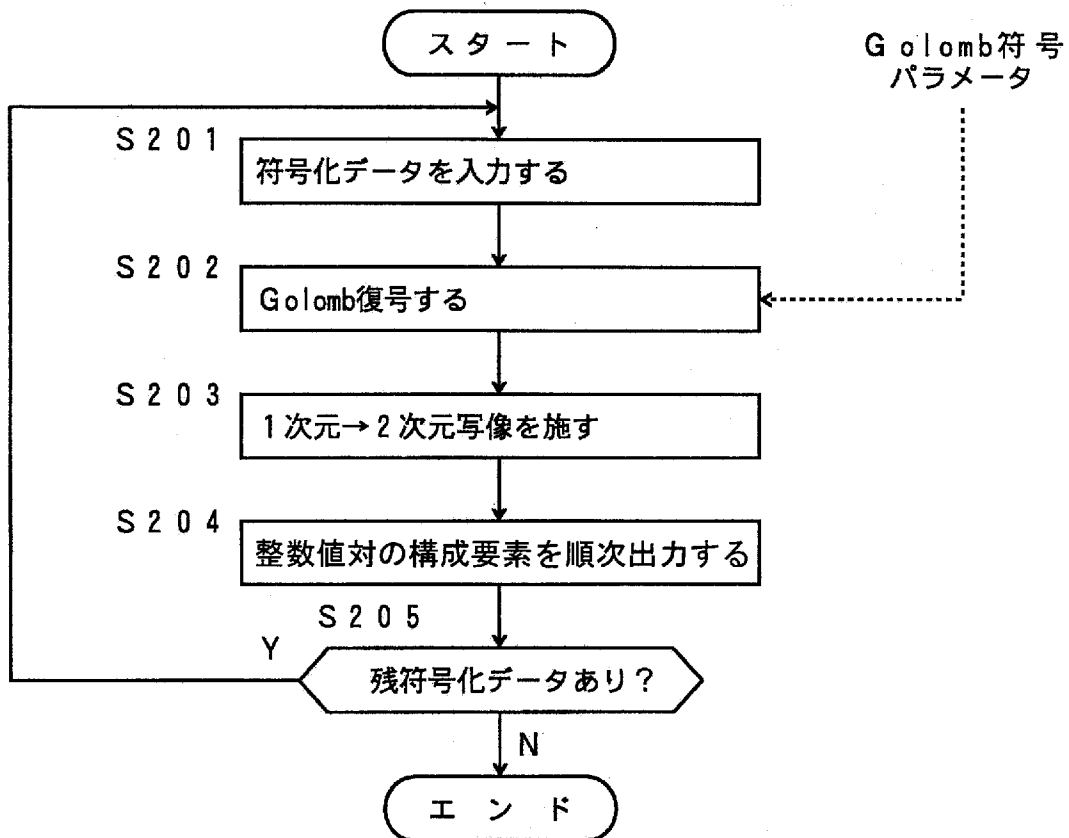 スタート
Golomb符号
パラメータ
S201
符号化データを入力する
S202
Golomb復号する
S203
1次元→2次元写像を施す
S204
整数値対の構成要素を順次出力する
S205
Y
残符号化データあり?
N
エンド